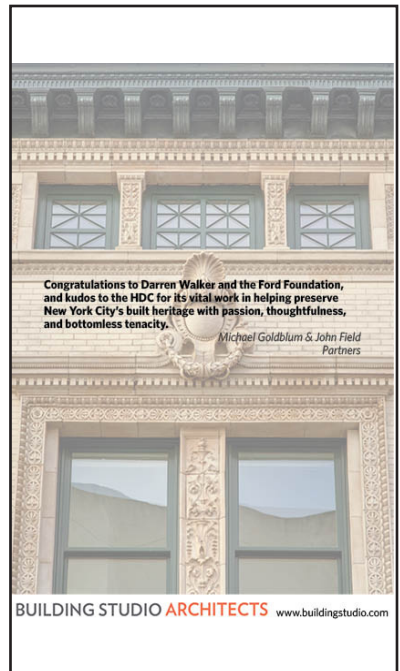 Congratulations to Darren Walker and the Ford Foundation,
and kudos to the HDC for its vital work in helping preserve
New York City's built heritage with passion, thoughtfulness,
and bottomless tenacity.
Michael Goldblum & John Field
Partners
BUILDING STUDIO ARCHITECTS www.buildingstudio.com